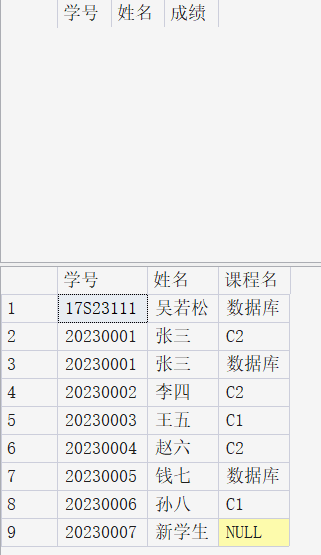 学号 姓名 成绩
学号 姓名 课程名
1 17S23111 吴若松 数据库
2 20230001 张三 C2
3 20230001 张三 数据库
4 20230002 李四 C2
5 20230003 王五 C1
6 20230004 赵六 C2
7 20230005 钱七 数据库
8 20230006 孙八 C1
9 20230007 新学生 NULL